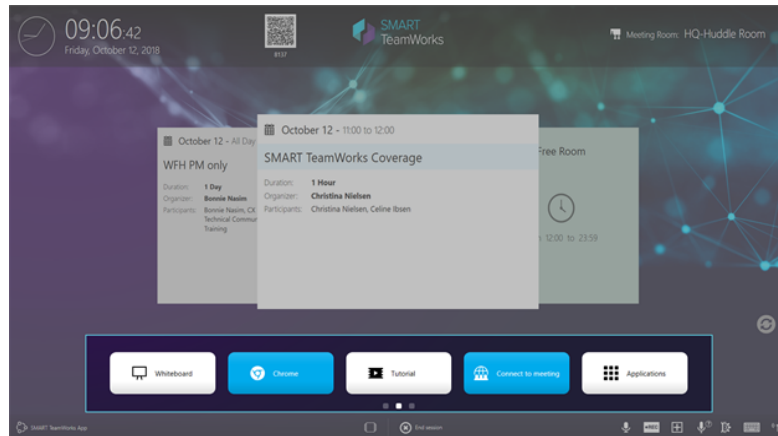 09:06:42
Friday, October 12, 2018
8137
SMART
TeamWorks
Meeting Room: HQ-Huddle Room
October 12 - All Day
WFH PM only
Duration: 1 Day
Organizer: Bonnie Nasim
Participants: Bonnie Nasim, CX
Technical Commun
Training
October 12 - 11:00 to 12:00
SMART TeamWorks Coverage
Duration: 1 Hour
Organizer: Christina Nielsen
Participants: Christina Nielsen, Celine Ibsen
Free Room
12:00 to 23:59
Whiteboard
Chrome
Tutorial
Connect to meeting
Applications
SMART TeamWorks App
End session
REC